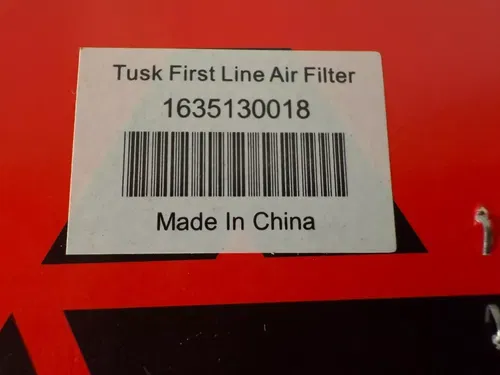 Tusk First Line Air Filter
1635130018
Made In China